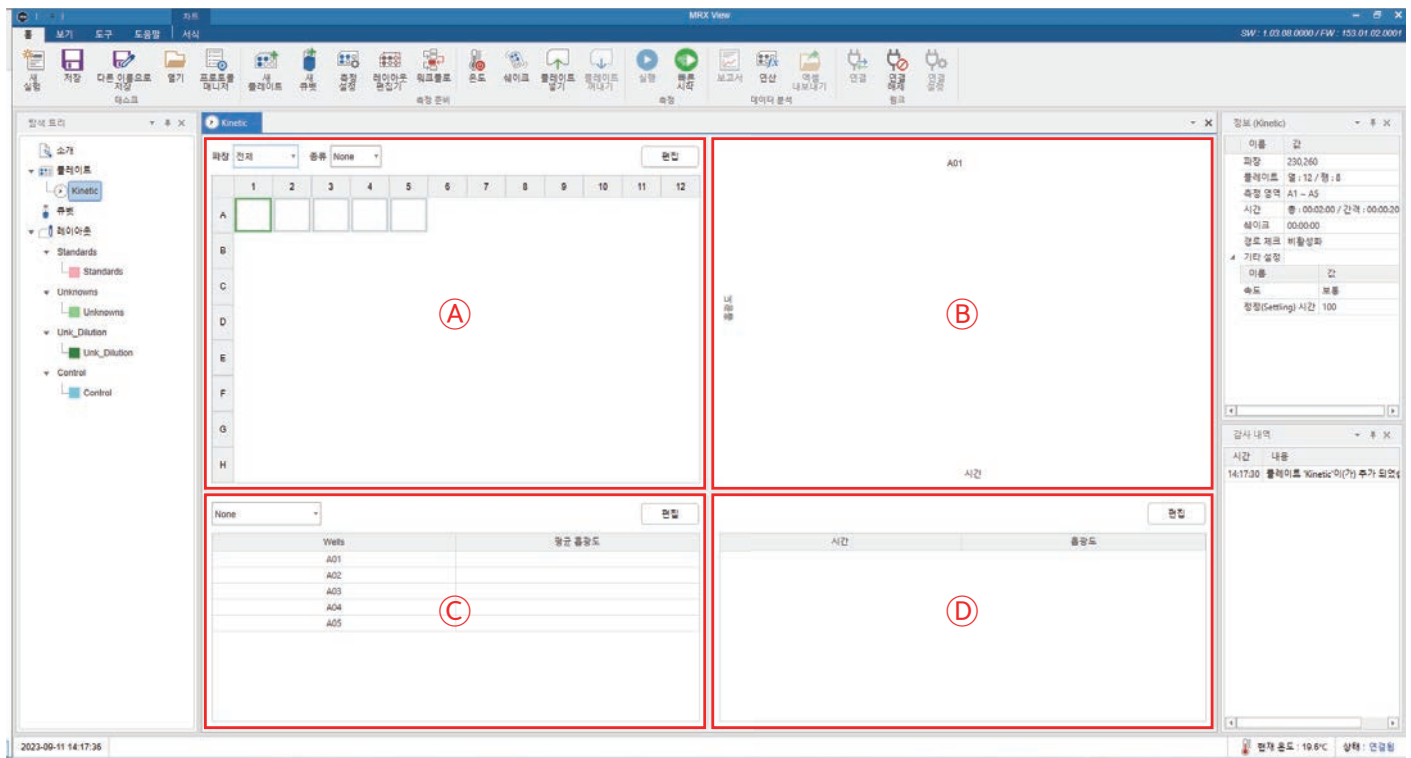 차트
MRX View
홈 보기 도구 도움말 서식
SW : 1.03.08.0000 / FW : 153.01.02.0001
새 실험
저장
다른 이름으로 저장
열기
프로토콜 매니저
새 플레이트
새 큐벳
측정 설정
레이아웃 편집기
워크플로
온도
쉐이크
플레이트 넣기
플레이트 꺼내기
실행
빠른 시작
보고서
연산
엑셀 내보내기
연결
연결 해제
연결 설정
태스크
측정 준비
측정
데이터 분석
링크
탐색 트리
소개
플레이트
Kinetic
큐벳
레이아웃
Standards
Standards
Unknowns
Unknowns
Unk_Dilution
Unk_Dilution
Control
Control
Kinetic
파장 전체 종류 None 편집
1 2 3 4 5 6 7 8 9 10 11 12
A
B
C
D
E
F
G
H
Ⓐ
A01
흡광도
Ⓑ
시간
None 편집
Wells 평균 흡광도
A01
A02
A03
A04
A05
Ⓒ
편집
시간 흡광도
Ⓓ
정보 (Kinetic)
이름 값
파장 230,260
플레이트 열 : 12 / 행 : 8
측정 영역 A1 ~ A5
시간 총 : 00:02:00 / 간격 : 00:00:20
쉐이크 00:00:00
경로 체크 비활성화
기타 설정
이름 값
속도 보통
정정(Settling) 시간 100
감사 내역
시간 내용
14:17:30 플레이트 'Kinetic'이(가) 추가 되었습
2023-09-11 14:17:36
현재 온도 : 19.6℃ 상태 : 연결됨